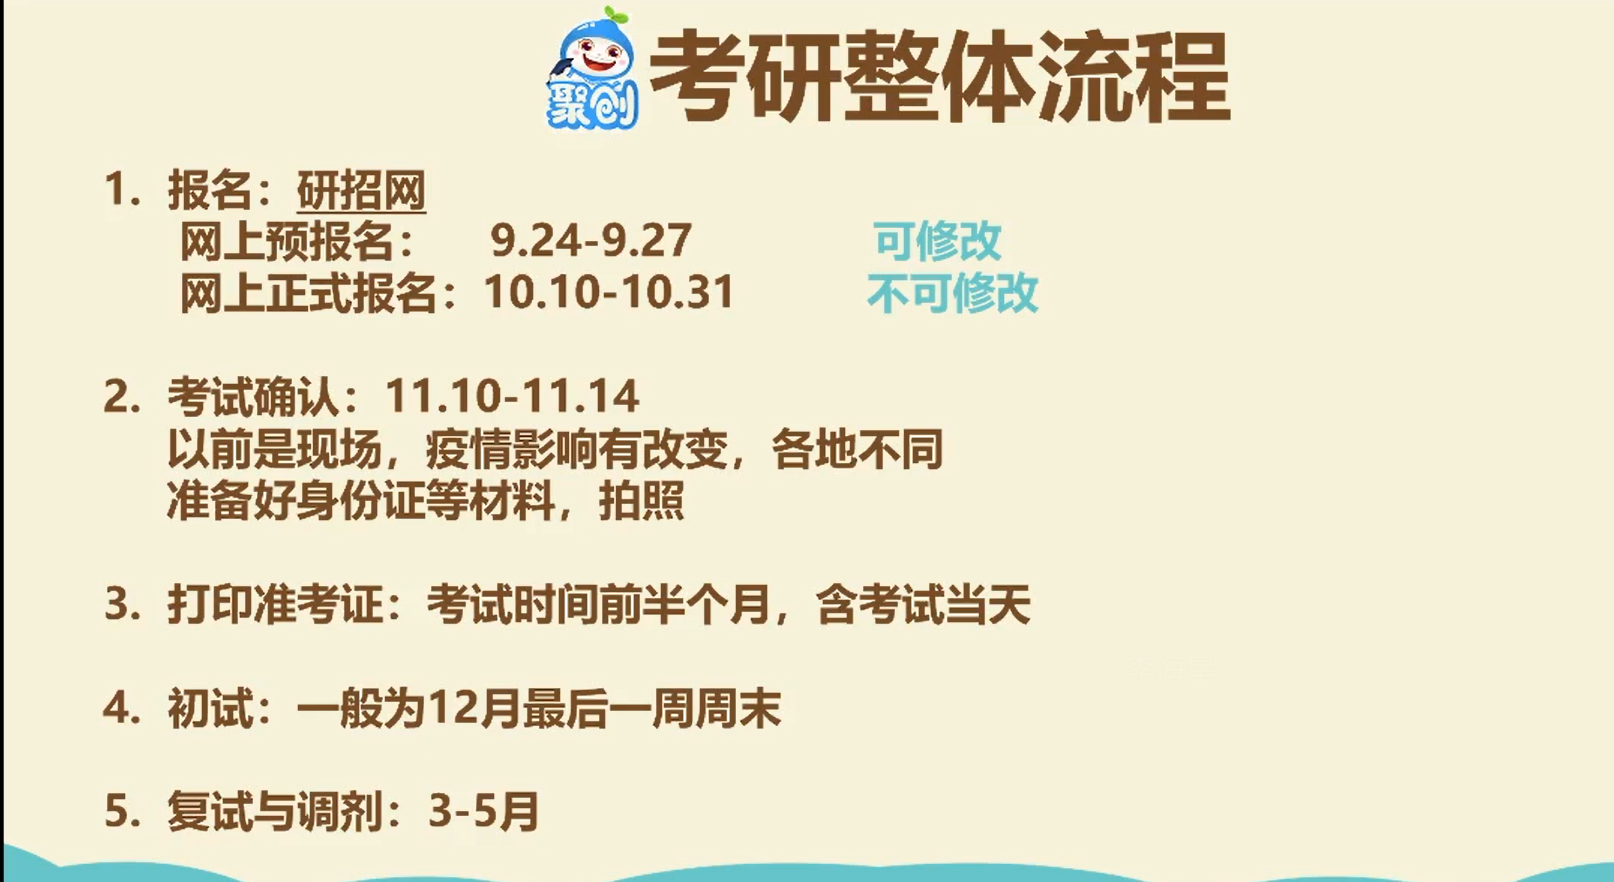 聚创
考研整体流程
1. 报名：研招网
网上预报名： 9.24-9.27 可修改
网上正式报名：10.10-10.31 不可修改
2. 考试确认：11.10-11.14
以前是现场，疫情影响有改变，各地不同
准备好身份证等材料，拍照
3. 打印准考证：考试时间前半个月，含考试当天
4. 初试：一般为12月最后一周周末
5. 复试与调剂：3-5月